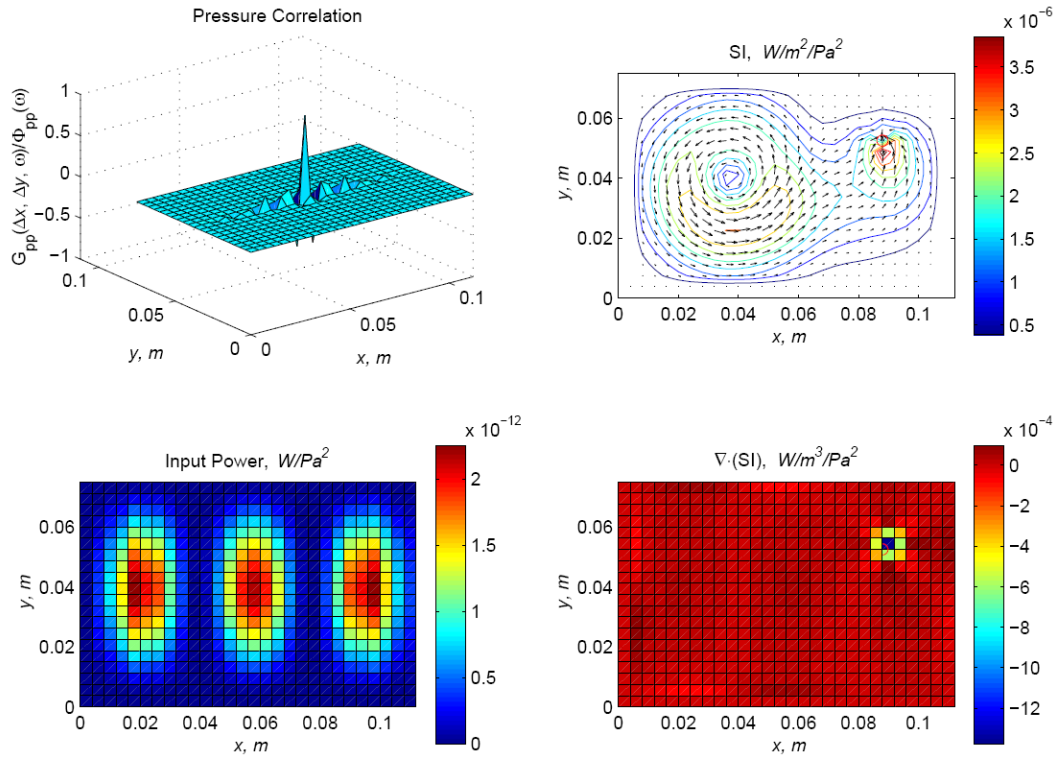 Pressure Correlation
G_pp(Δx, Δy, ω)/Φ_pp(ω)
1
0.5
0
−0.5
−1
0.1
0.05
0
y, m
0
0.05
0.1
x, m
SI, W/m²/Pa²
0.06
0.04
0.02
0
y, m
0 0.02 0.04 0.06 0.08 0.1
x, m
x 10⁻⁶
3.5
3
2.5
2
1.5
1
0.5
Input Power, W/Pa²
0.06
0.04
0.02
0
y, m
0 0.02 0.04 0.06 0.08 0.1
x, m
x 10⁻¹²
2
1.5
1
0.5
0
∇·(SI), W/m³/Pa²
0.06
0.04
0.02
0
y, m
0 0.02 0.04 0.06 0.08 0.1
x, m
x 10⁻⁴
0
−2
−4
−6
−8
−10
−12